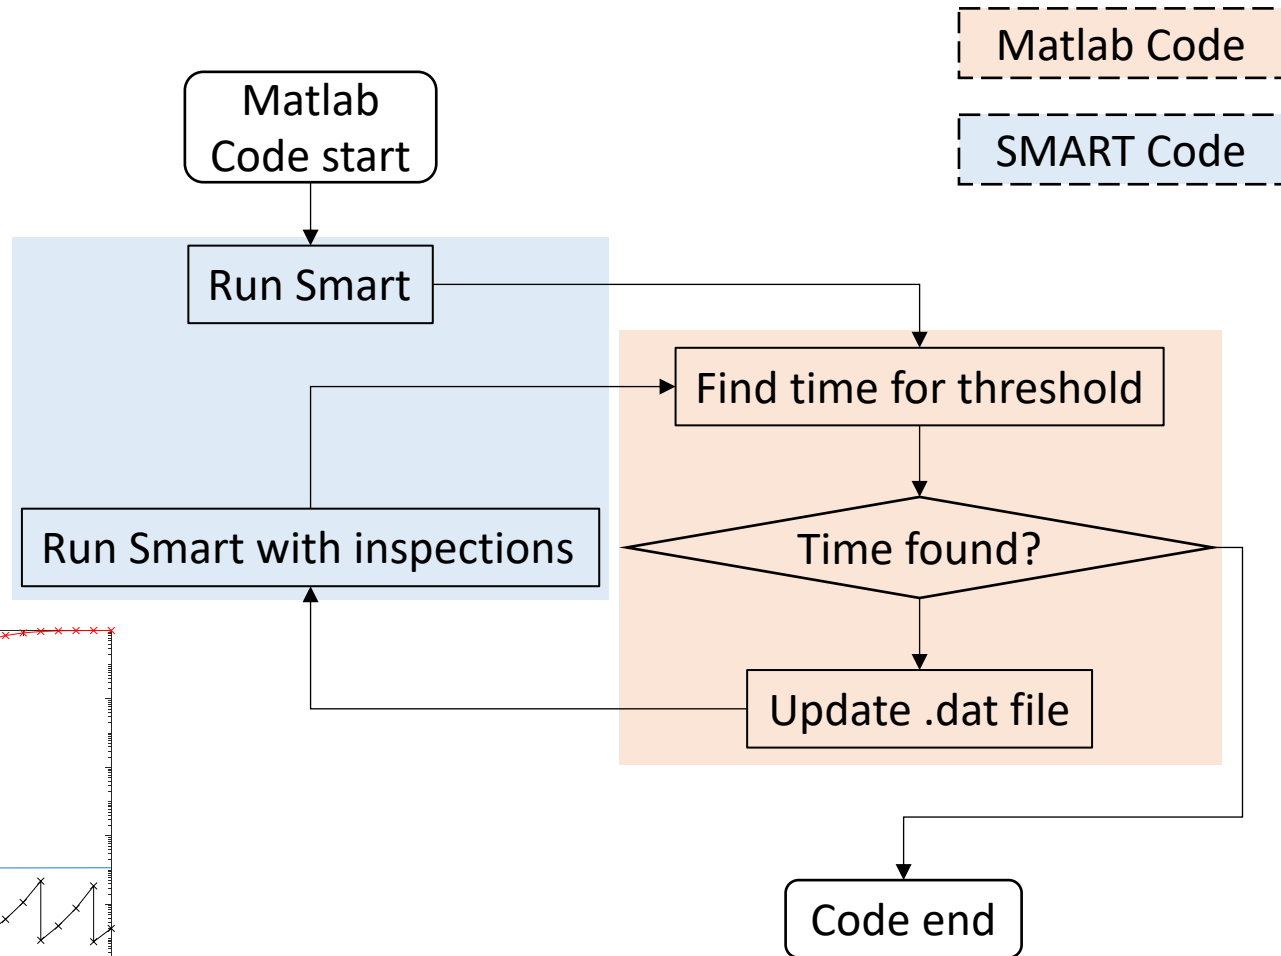 Matlab Code
SMART Code
Matlab
Code start
Run Smart
Find time for threshold
Run Smart with inspections
Time found?
Update .dat file
Code end